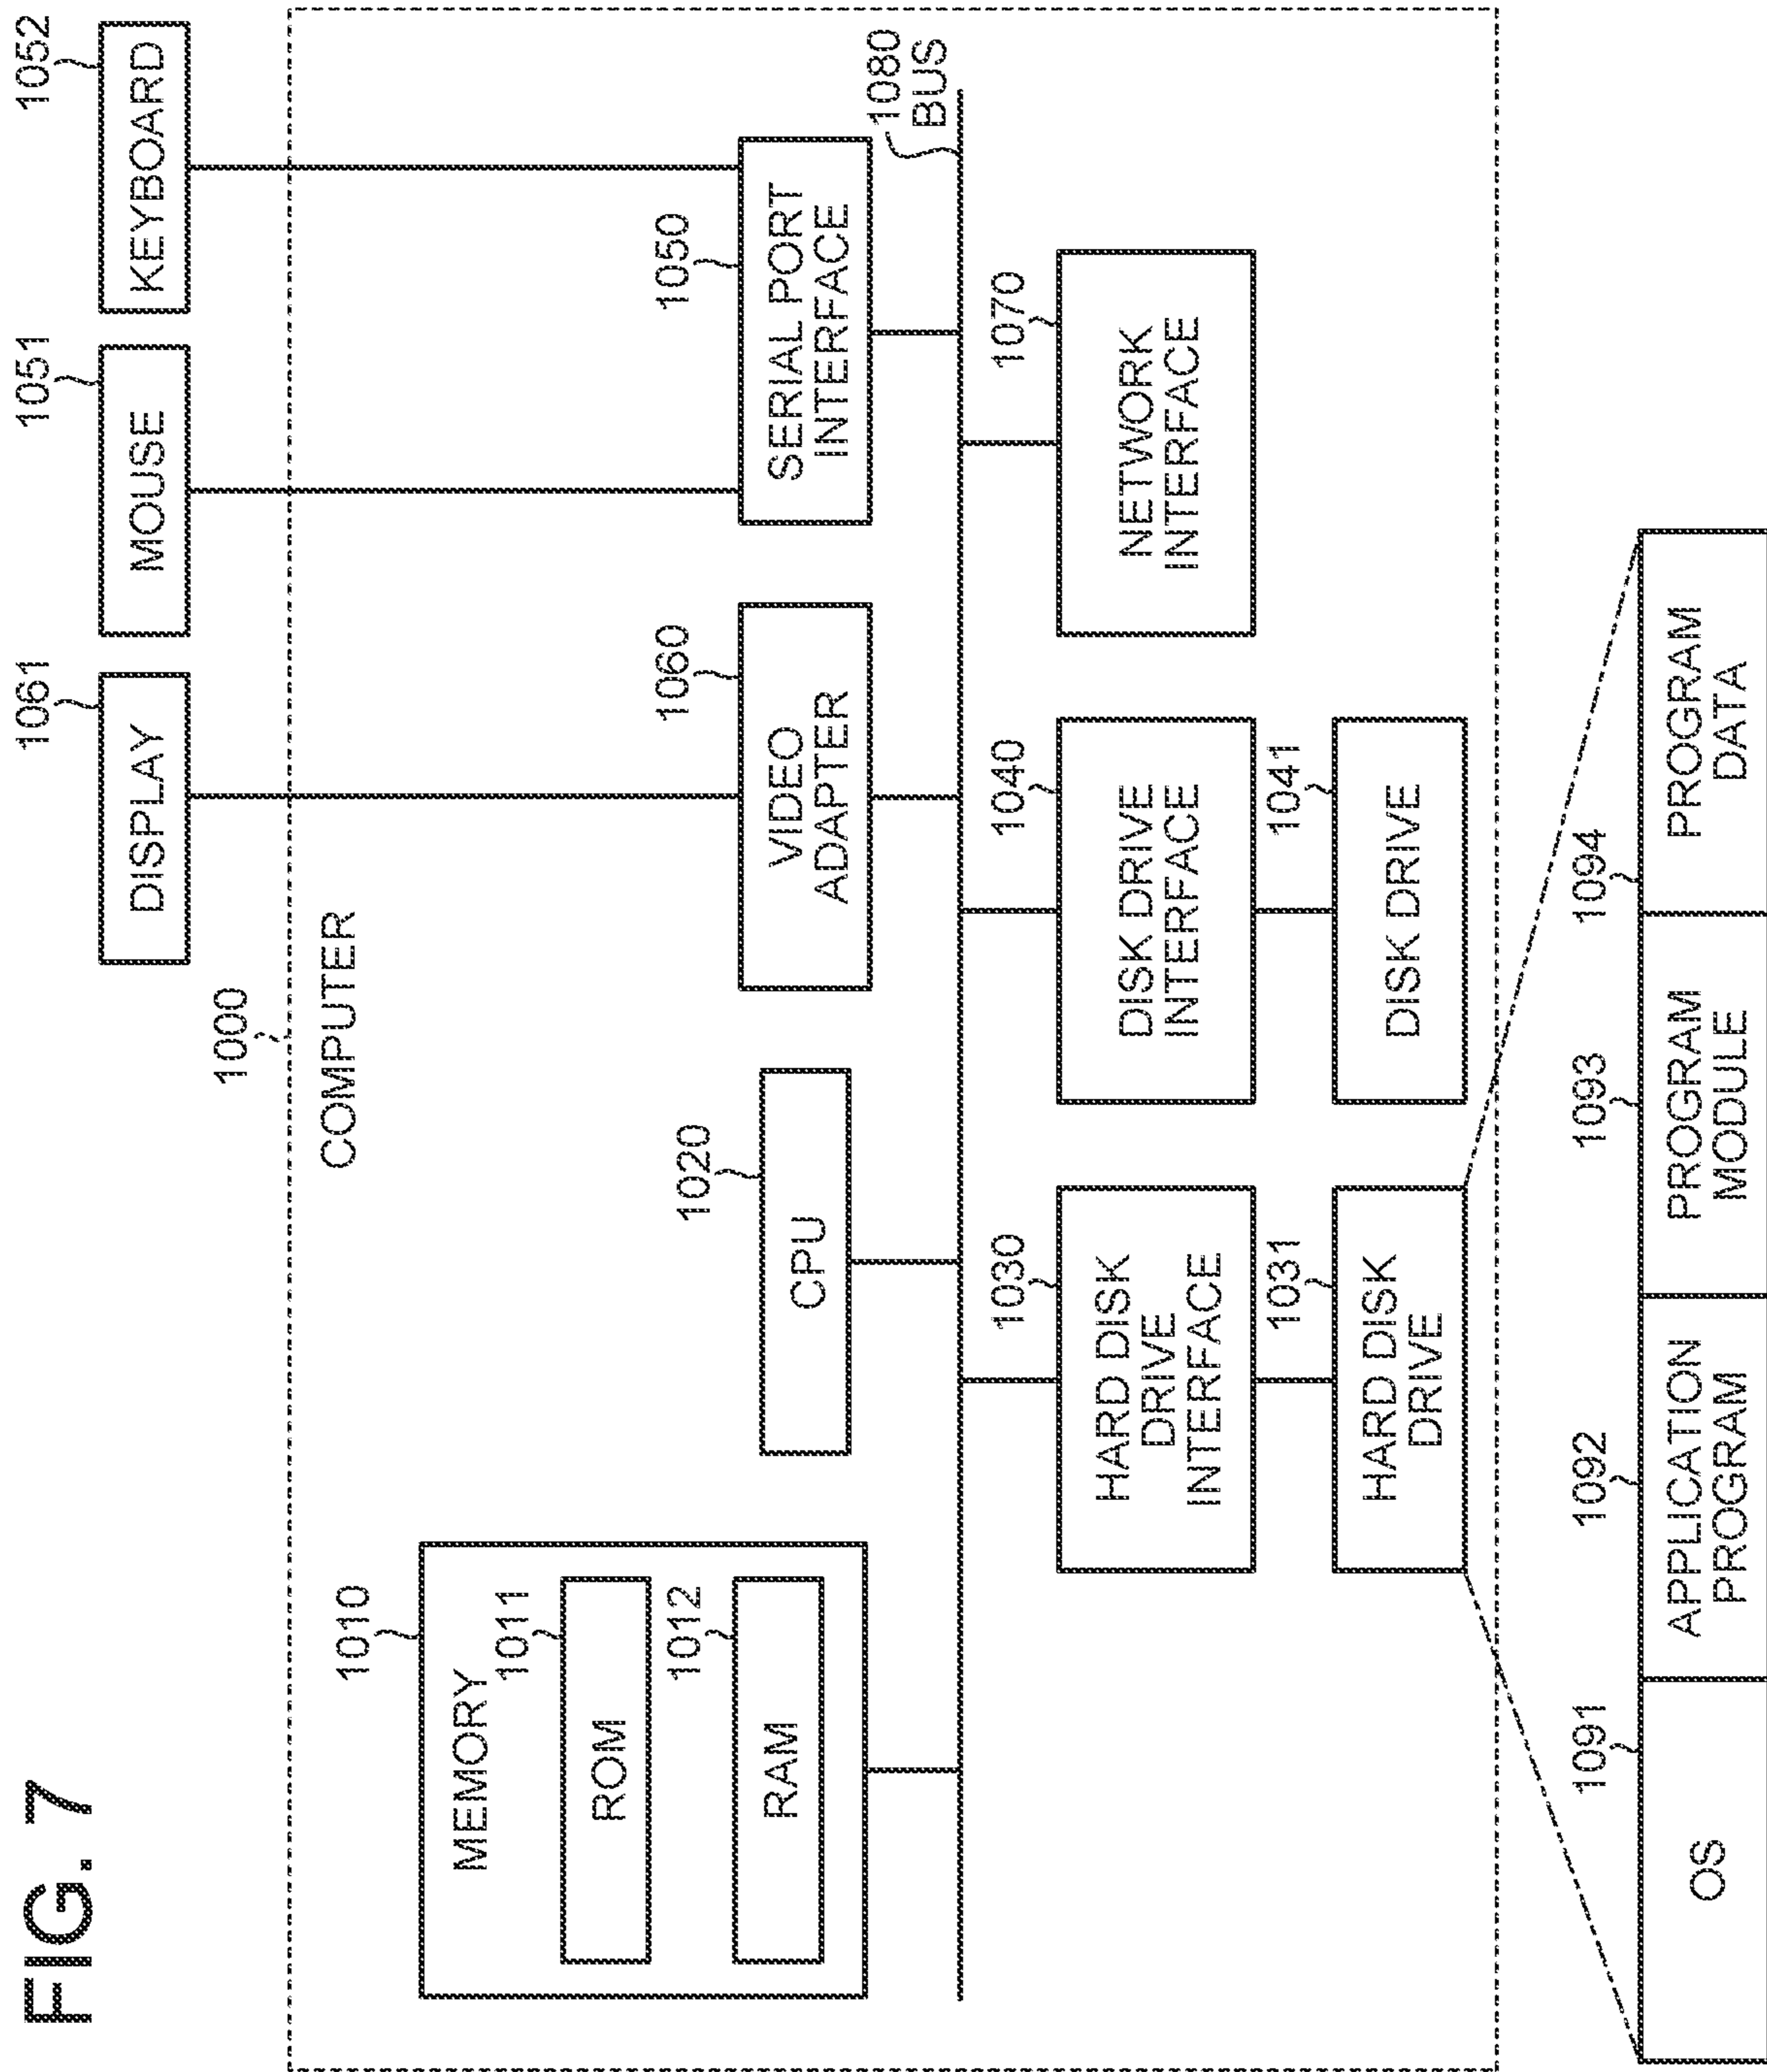 FIG. 7
1061
1051
1052
DISPLAY
MOUSE
KEYBOARD
1000
COMPUTER
1010
MEMORY
1011
ROM
1012
RAM
1020
CPU
1060
VIDEO
ADAPTER
1050
SERIAL PORT
INTERFACE
1080
BUS
1030
HARD DISK
DRIVE
INTERFACE
1040
DISK DRIVE
INTERFACE
1070
NETWORK
INTERFACE
1031
HARD DISK
DRIVE
1041
DISK DRIVE
1091
OS
1092
APPLICATION
PROGRAM
1093
PROGRAM
MODULE
1094
PROGRAM
DATA